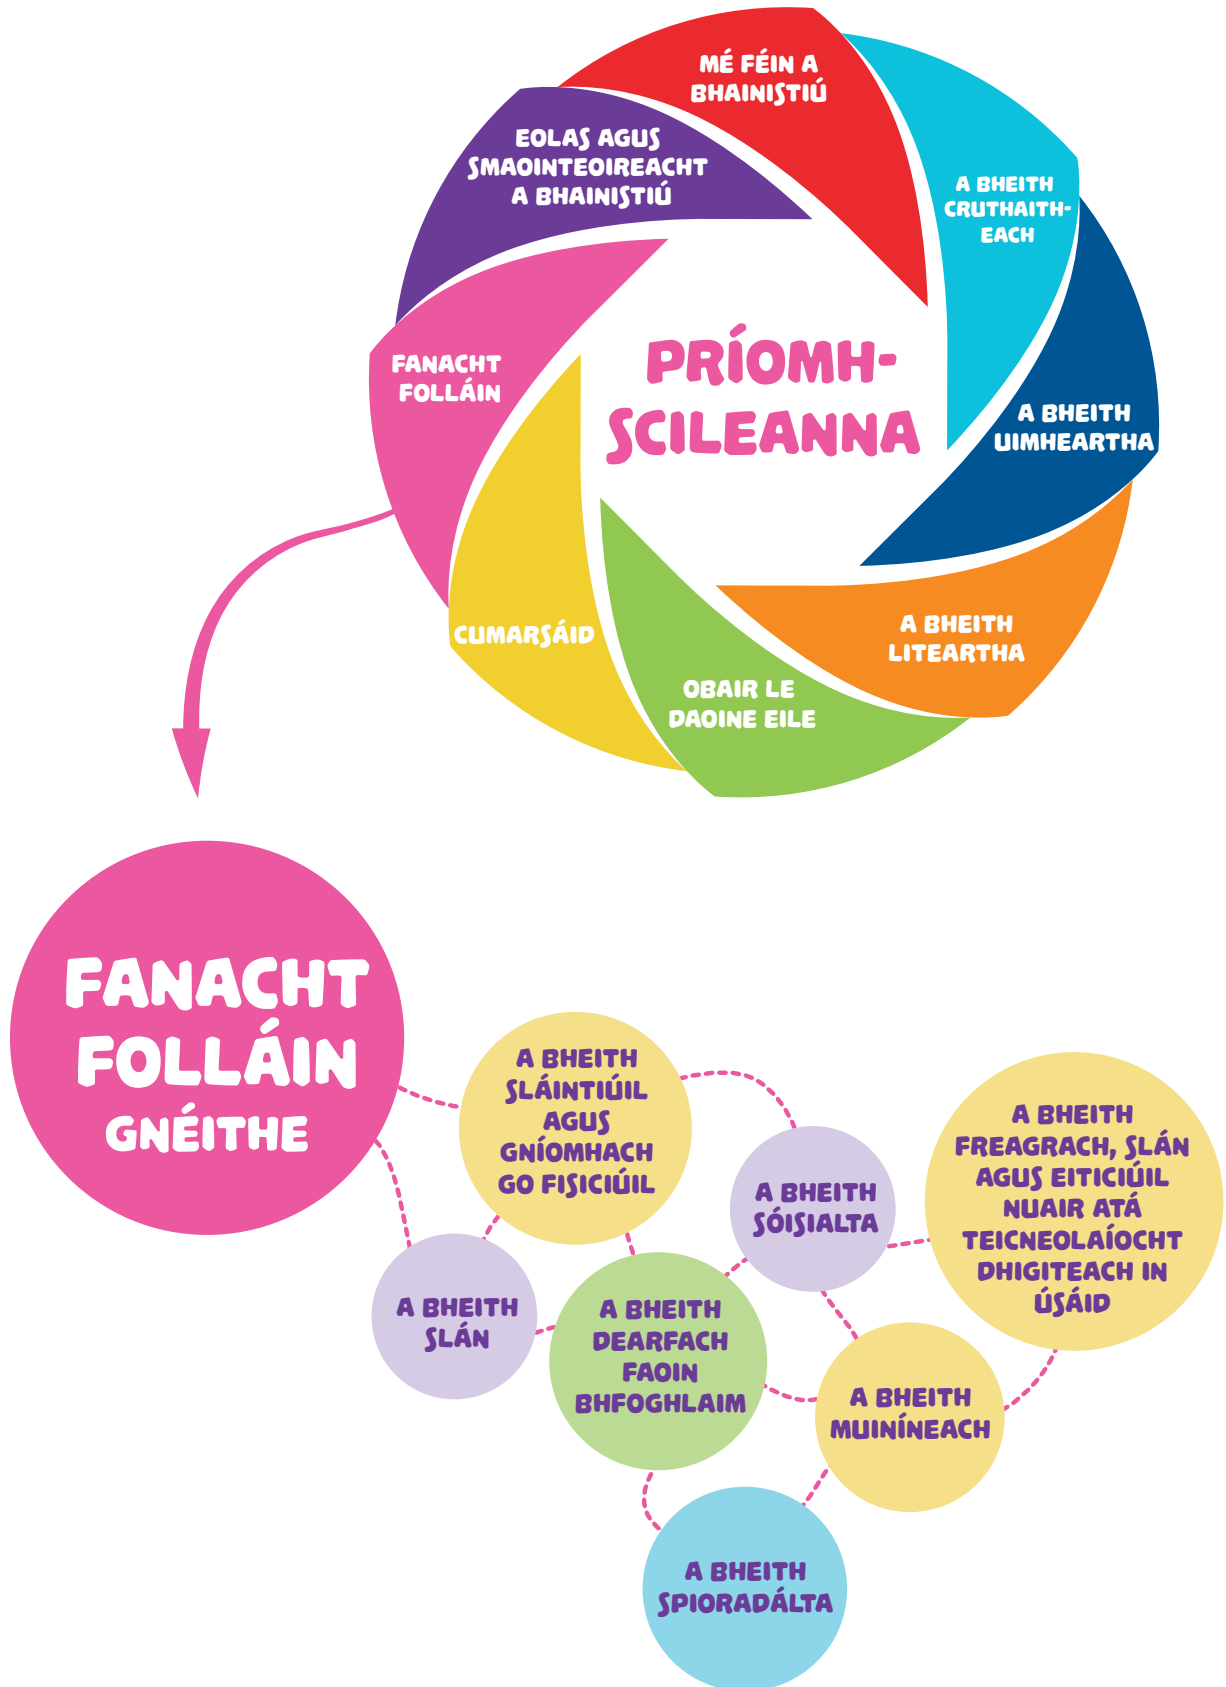 MÉ FÉIN A
BHAINISTIÚ
EOLAS AGUS
SMAOINTEOIREACHT
A BHAINISTIÚ
A BHEITH
CRUTHAITH-
EACH
FANACHT
FOLLÁIN
PRÍOMH-
SCILEANNA
A BHEITH
UIMHEARTHA
CUMARSÁID
A BHEITH
LITEARTHA
OBAIR LE
DAOINE EILE
FANACHT
FOLLÁIN
GNÉITHE
A BHEITH
SLÁINTIÚIL
AGUS
GNÍOMHACH
GO FISICIÚIL
A BHEITH
SÓISIALTA
A BHEITH
FREAGRACH, SLÁN
AGUS EITICIÚIL
NUAIR ATÁ
TEICNEOLAÍOCHT
DHIGITEACH IN
ÚSÁID
A BHEITH
SLÁN
A BHEITH
DEARFACH
FAOIN
BHFOGHLAIM
A BHEITH
MUINÍNEACH
A BHEITH
SPIORADÁLTA